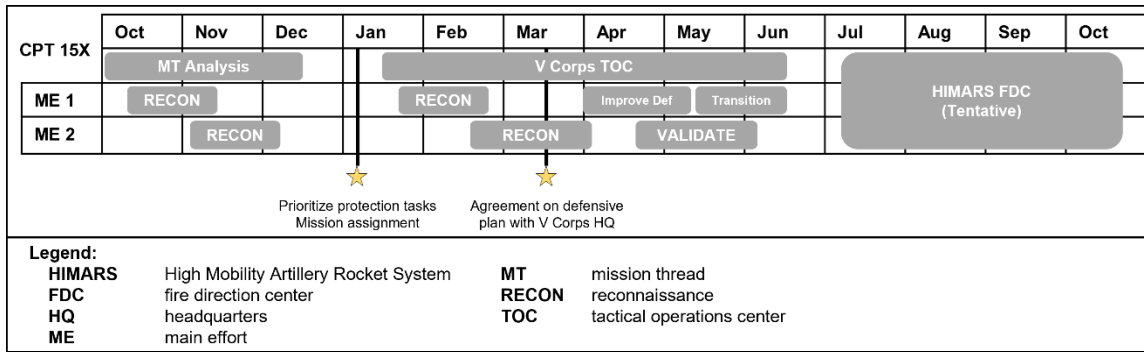 CPT 15X
Oct Nov Dec Jan Feb Mar Apr May Jun Jul Aug Sep Oct
MT Analysis V Corps TOC
ME 1 RECON RECON Improve Def Transition
HIMARS FDC
(Tentative)
ME 2 RECON RECON VALIDATE
Prioritize protection tasks
Mission assignment
Agreement on defensive
plan with V Corps HQ
Legend:
HIMARS High Mobility Artillery Rocket System
FDC fire direction center
HQ headquarters
ME main effort
MT mission thread
RECON reconnaissance
TOC tactical operations center